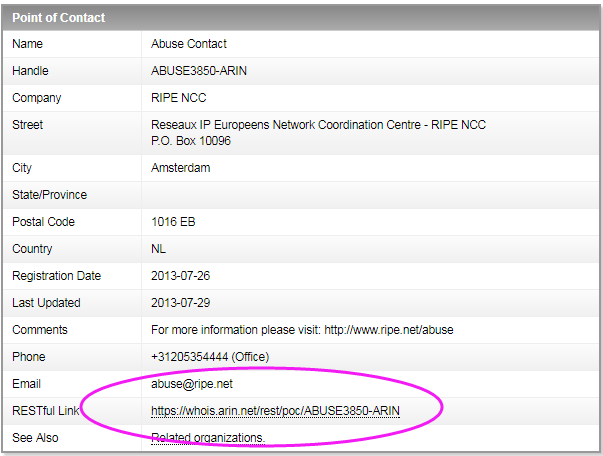 Point of Contact
Name Abuse Contact
Handle ABUSE3850-ARIN
Company RIPE NCC
Street Reseaux IP Europeens Network Coordination Centre - RIPE NCC
P.O. Box 10096
City Amsterdam
State/Province
Postal Code 1016 EB
Country NL
Registration Date 2013-07-26
Last Updated 2013-07-29
Comments For more information please visit: http://www.ripe.net/abuse
Phone +31205354444 (Office)
Email abuse@ripe.net
RESTful Link https://whois.arin.net/rest/poc/ABUSE3850-ARIN
See Also Related organizations.